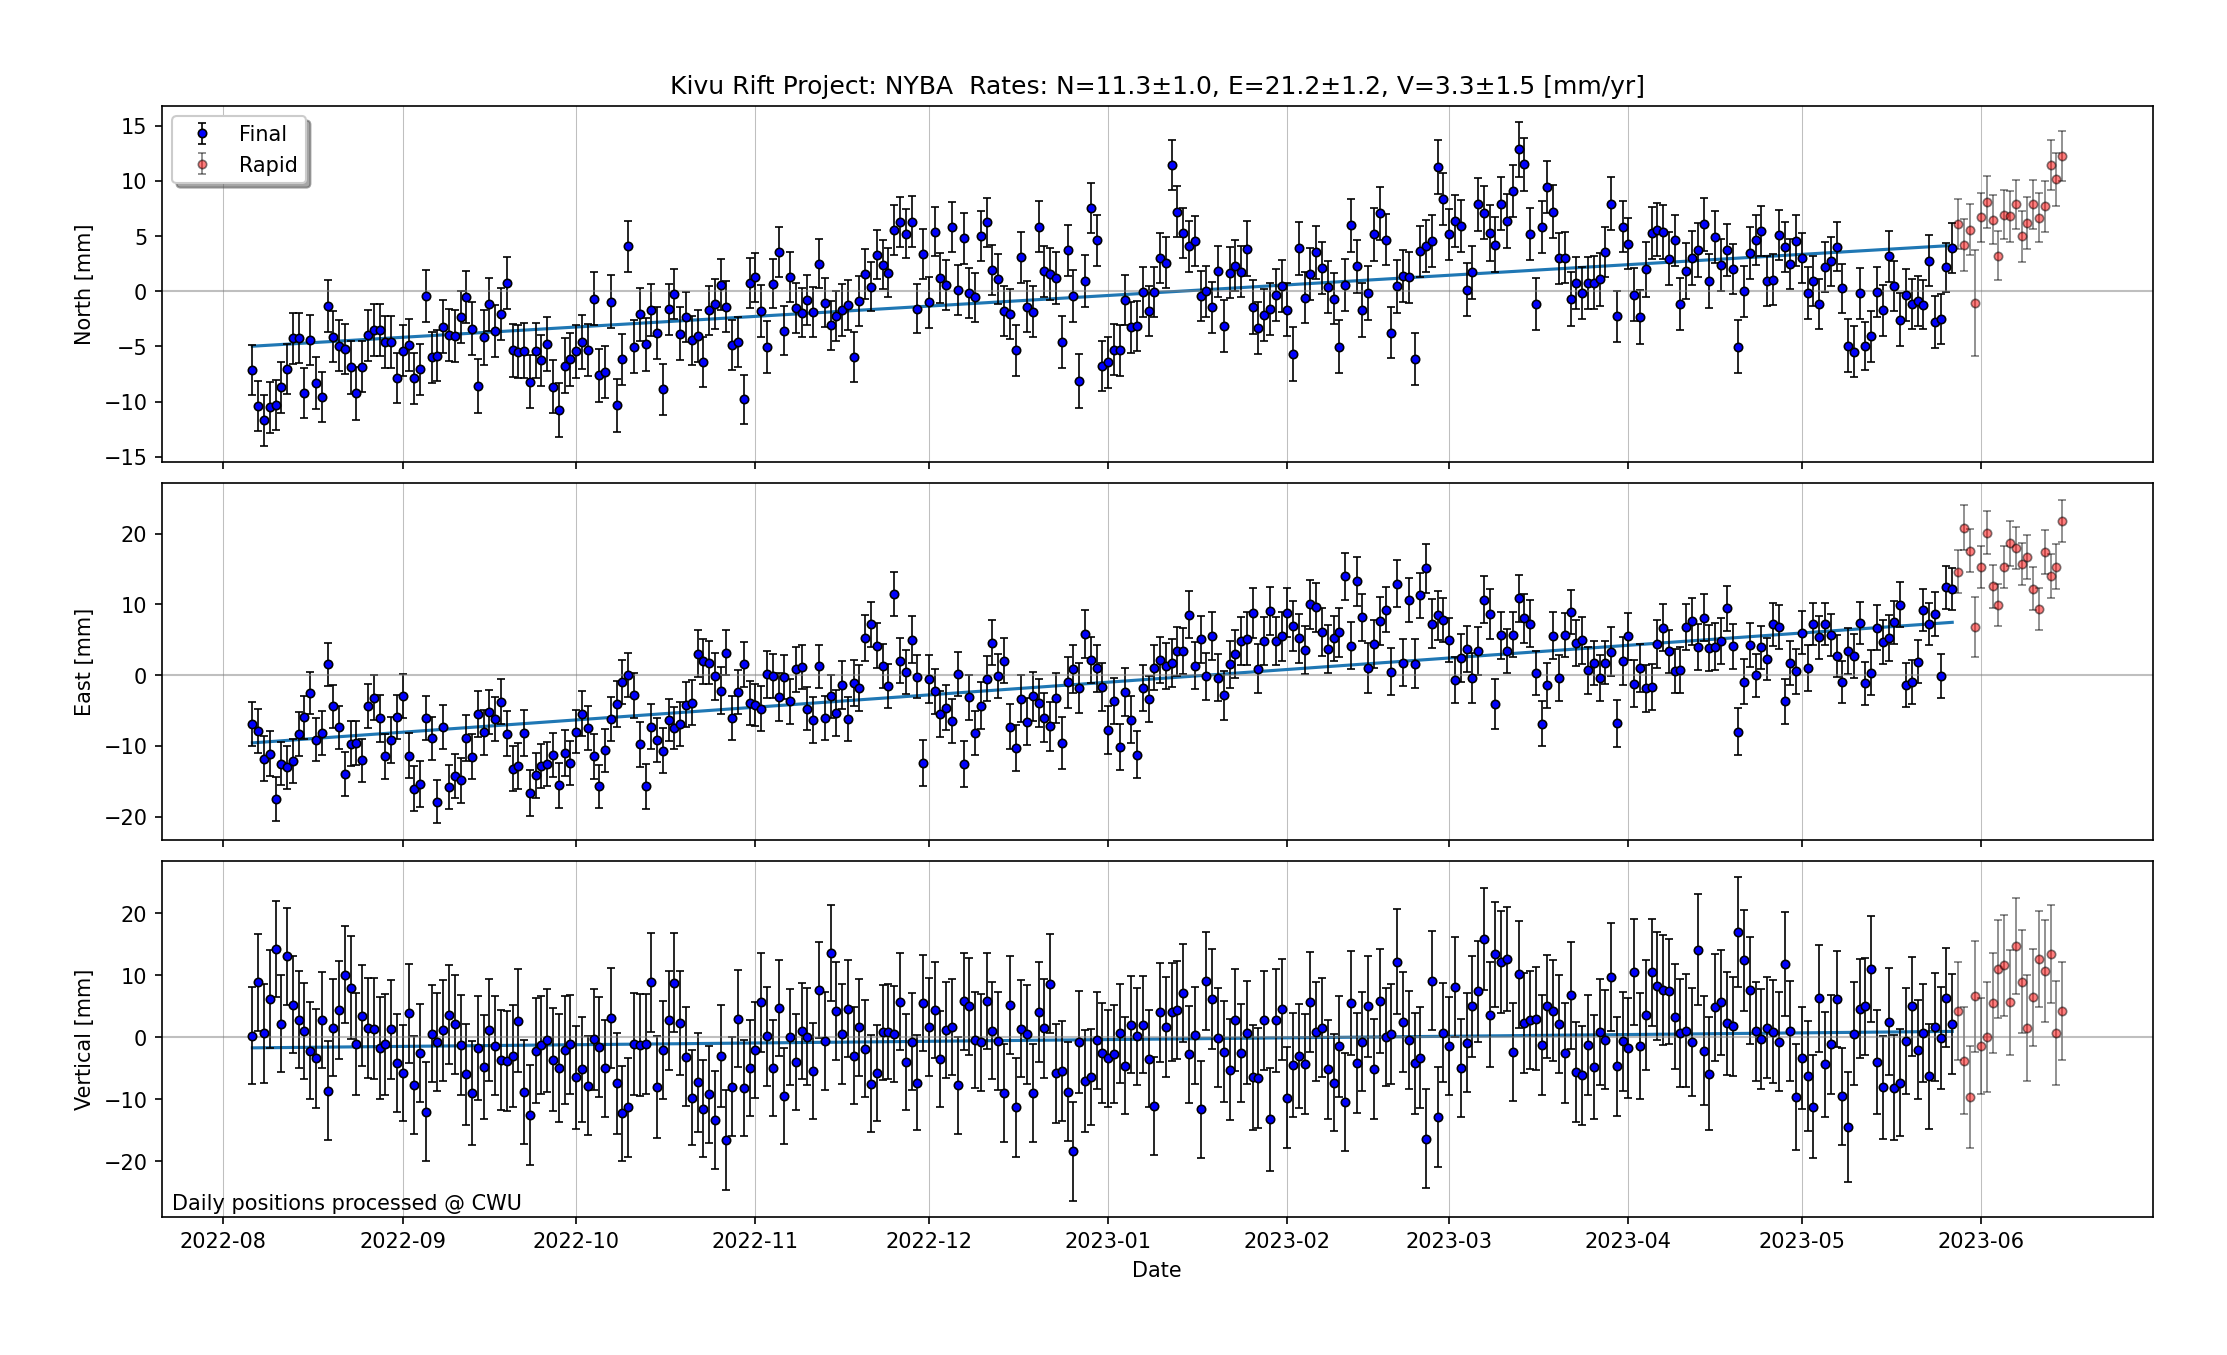 Kivu Rift Project: NYBA  Rates: N=11.3±1.0, E=21.2±1.2, V=3.3±1.5 [mm/yr]
Final
Rapid
North [mm]
15
10
5
0
−5
−10
−15
East [mm]
20
10
0
−10
−20
Vertical [mm]
20
10
0
−10
−20
Daily positions processed @ CWU
2022-08 2022-09 2022-10 2022-11 2022-12 2023-01 2023-02 2023-03 2023-04 2023-05 2023-06
Date